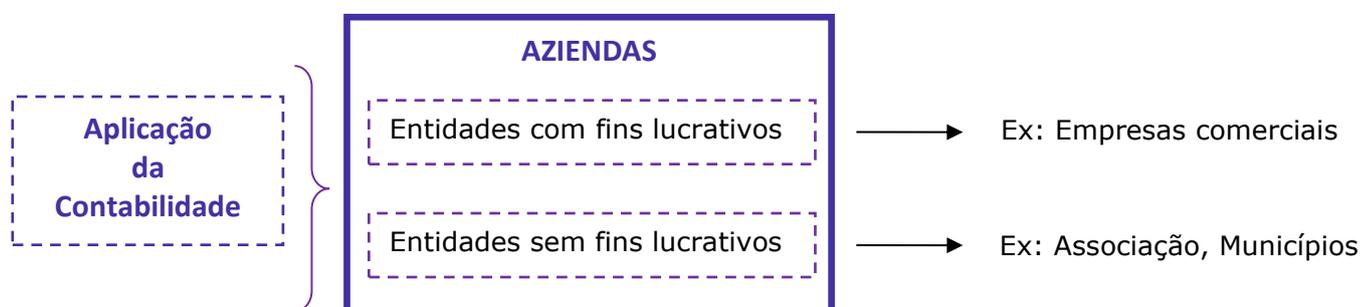 AZIENDAS
Aplicação
da
Contabilidade
Entidades com fins lucrativos
Ex: Empresas comerciais
Entidades sem fins lucrativos
Ex: Associação, Municípios